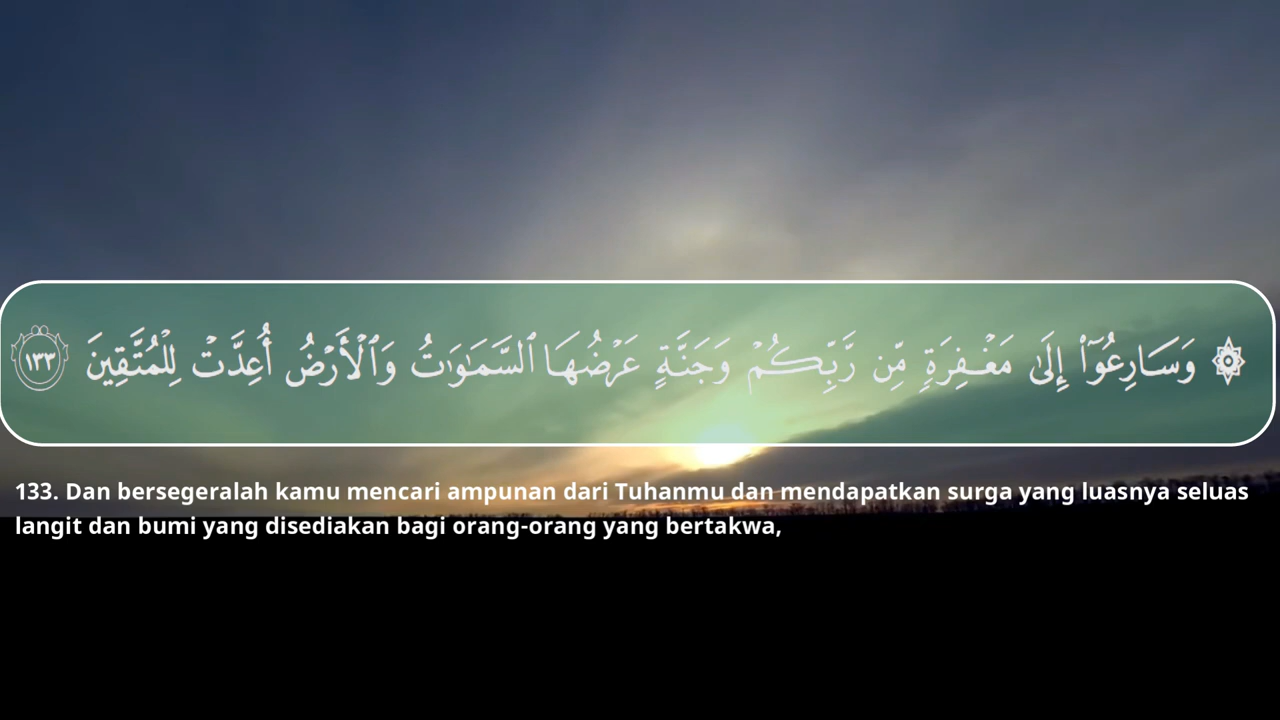 ۞ وَسَارِعُوٓا۟ إِلَىٰ مَغْفِرَةٍ مِّن رَّبِّكُمْ وَجَنَّةٍ عَرْضُهَا ٱلسَّمَـٰوَٰتُ وَٱلْأَرْضُ أُعِدَّتْ لِلْمُتَّقِينَ ١٣٣
133. Dan bersegeralah kamu mencari ampunan dari Tuhanmu dan mendapatkan surga yang luasnya seluas
langit dan bumi yang disediakan bagi orang-orang yang bertakwa,